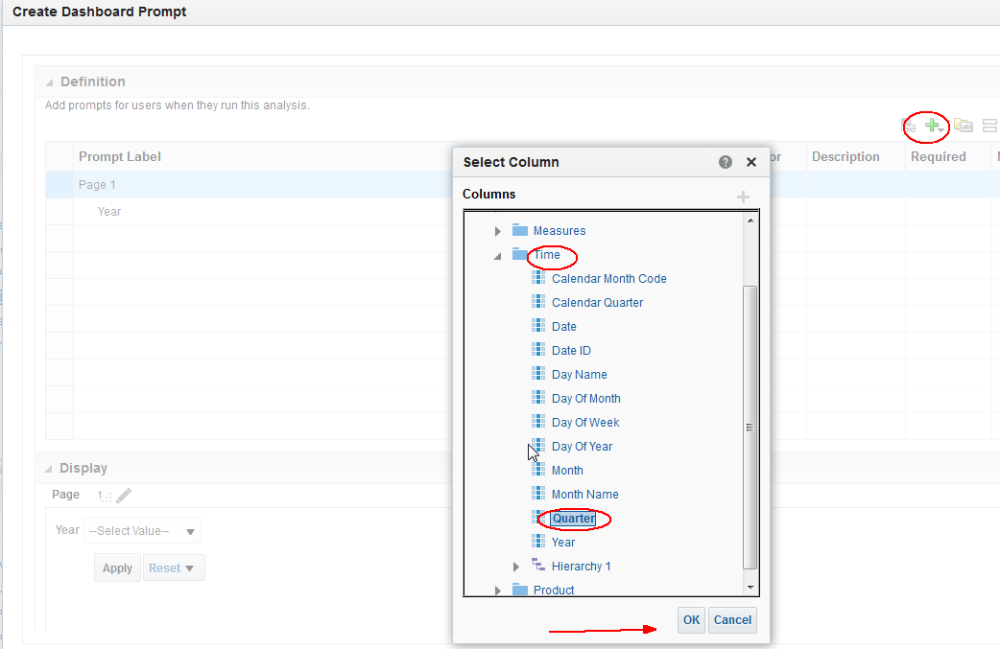 Create Dashboard Prompt
Definition
Add prompts for users when they run this analysis.
Prompt Label
Description
Required
Page 1
Year
Select Column
Columns
Measures
Time
Calendar Month Code
Calendar Quarter
Date
Date ID
Day Name
Day Of Month
Day Of Week
Day Of Year
Month
Month Name
Quarter
Year
Hierarchy 1
Product
OK Cancel
Display
Page 1
Year --Select Value--
Apply Reset